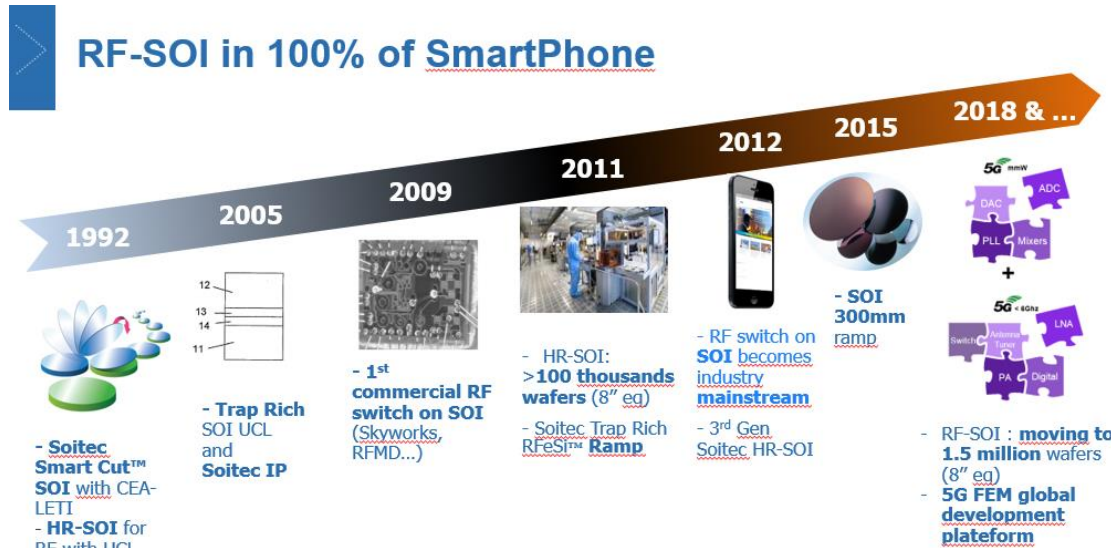 RF-SOI in 100% of SmartPhone
1992
2005
2009
2011
2012
2015
2018 & ...
- Soitec
Smart Cut™
SOI with CEA-
LETI
- HR-SOI for
RF with UCL
12
13
14
11
- Trap Rich
SOI UCL
and
Soitec IP
- 1st
commercial RF
switch on SOI
(Skyworks,
RFMD...)
- HR-SOI:
>100 thousands
wafers (8” eq)
- Soitec Trap Rich
RFeSi™ Ramp
- RF switch on
SOI becomes
industry
mainstream
- 3rd Gen
Soitec HR-SOI
- SOI
300mm
ramp
5G mmW
DAC
ADC
PLL
Mixers
+
5G < 6Ghz
Switch
Antenna
Tuner
LNA
PA
Digital
- RF-SOI : moving to
1.5 million wafers
(8” eq)
- 5G FEM global
development
plateform